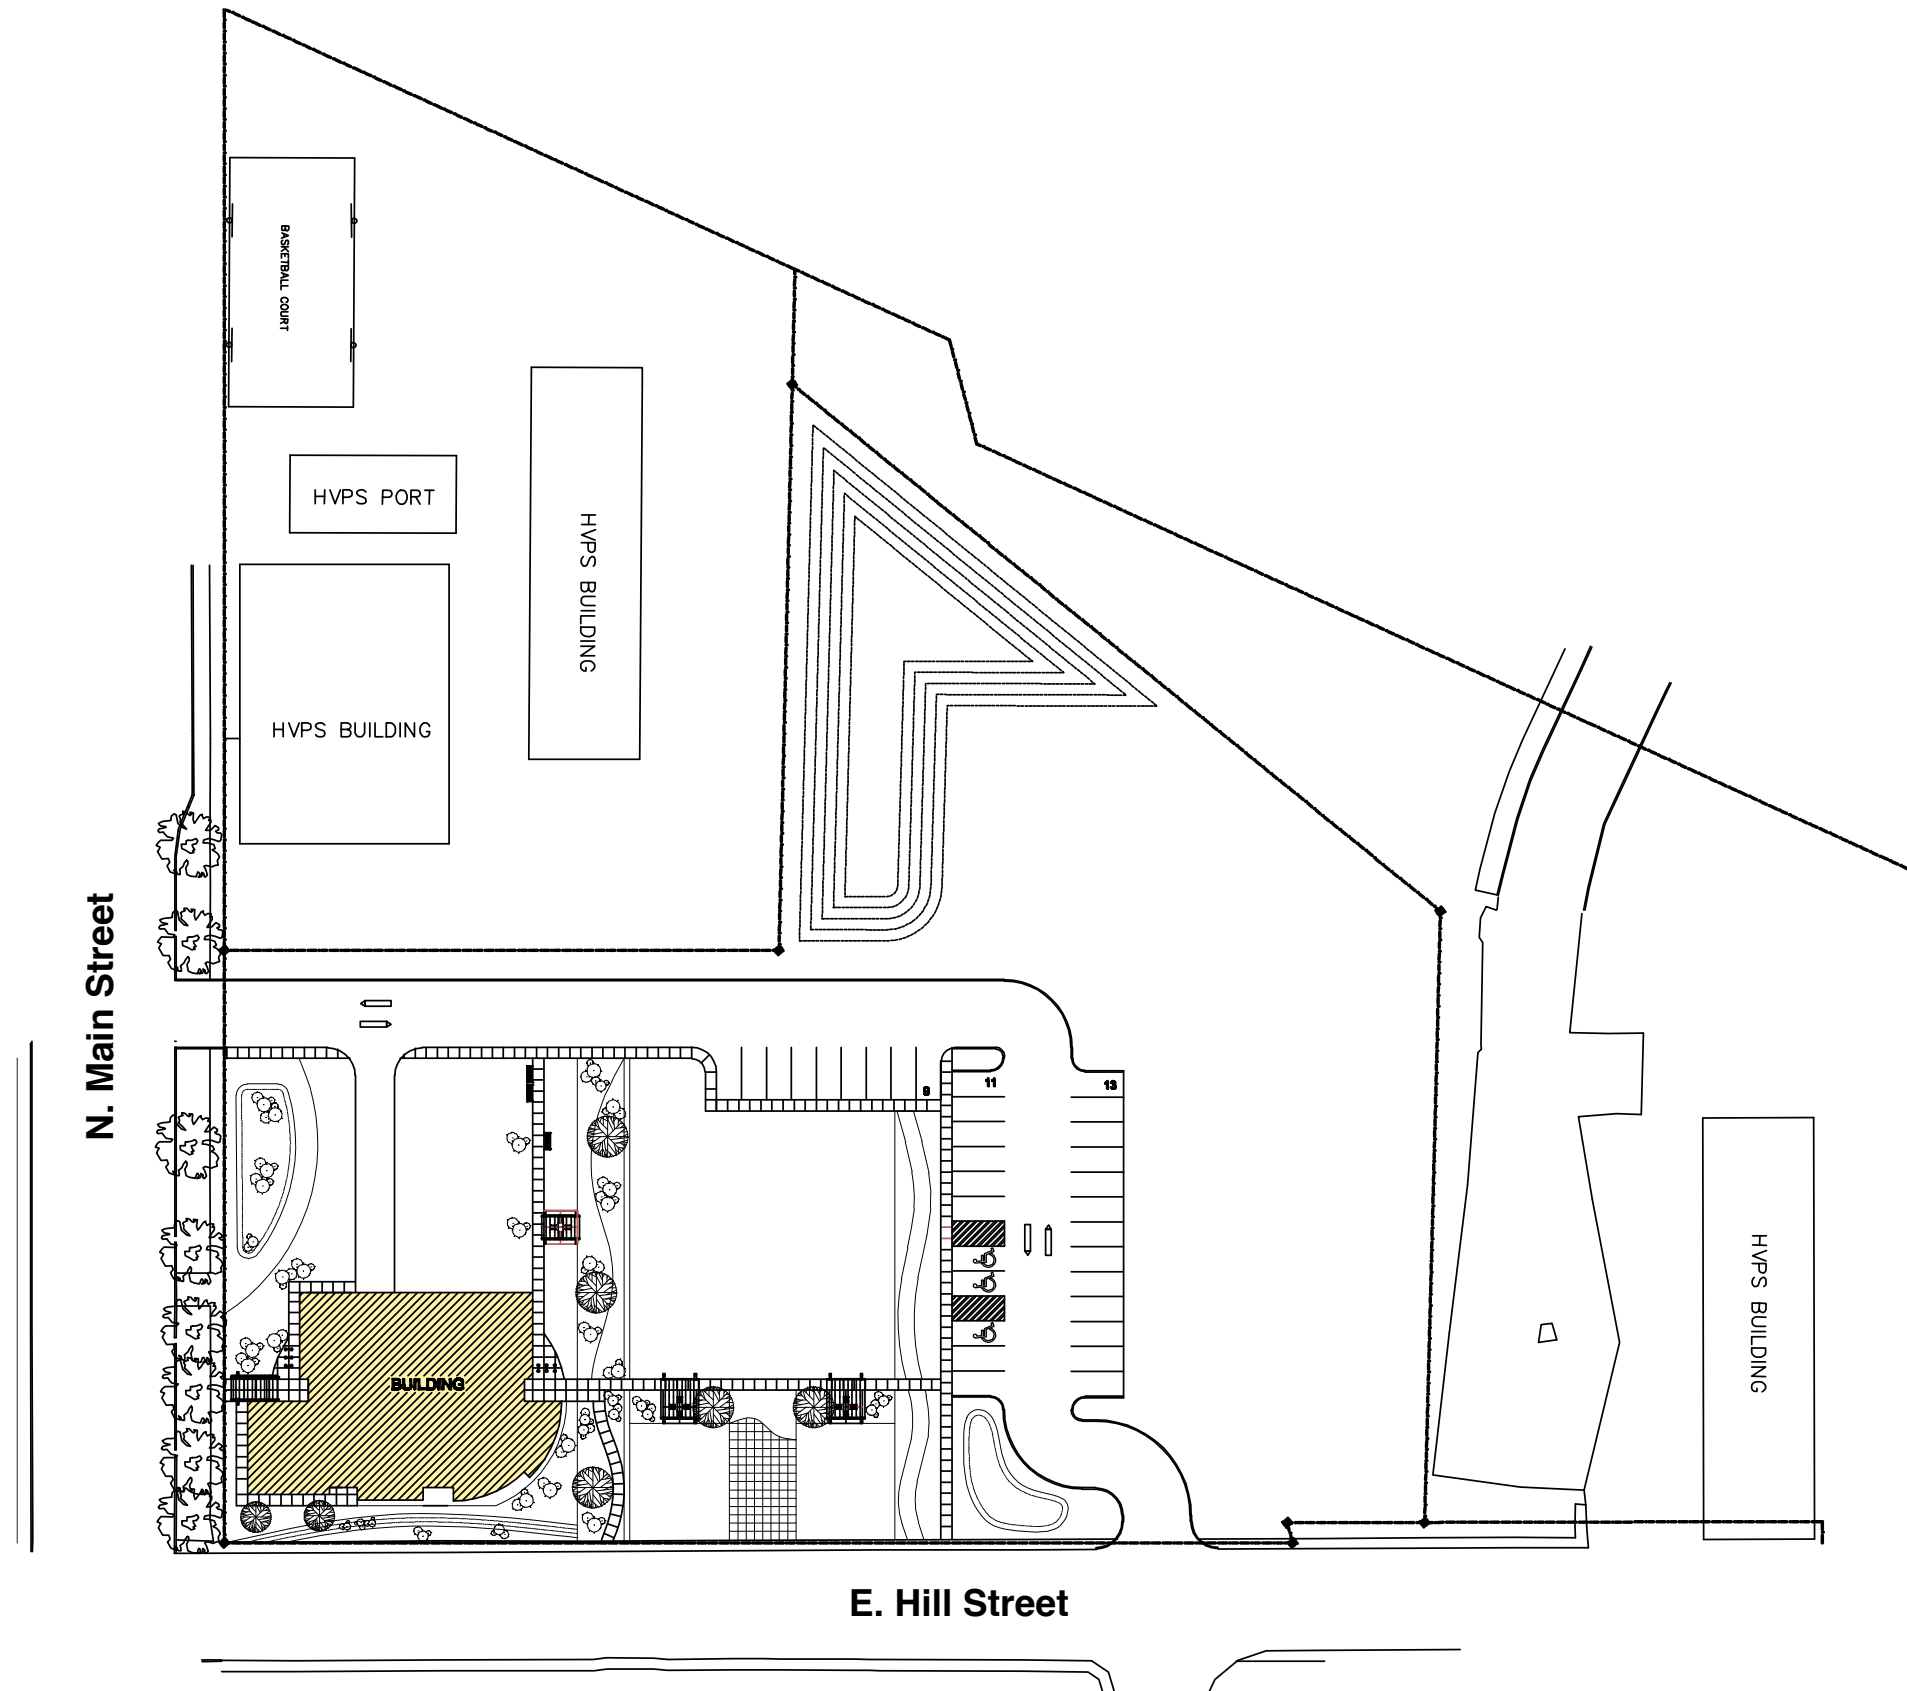 BASKETBALL COURT
HVPS PORT
HVPS BUILDING
HVPS BUILDING
N. Main Street
9
11
13
HVPS BUILDING
BUILDING
E. Hill Street